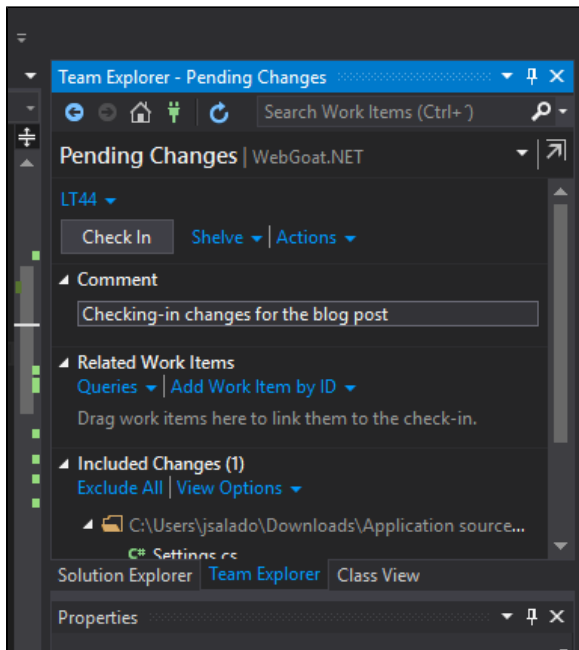 Team Explorer - Pending Changes
Search Work Items (Ctrl+´)
Pending Changes | WebGoat.NET
LT44
Check In Shelve | Actions
Comment
Checking-in changes for the blog post
Related Work Items
Queries | Add Work Item by ID
Drag work items here to link them to the check-in.
Included Changes (1)
Exclude All | View Options
C:\Users\jsalado\Downloads\Application source...
C# Settings.cs
Solution Explorer Team Explorer Class View
Properties